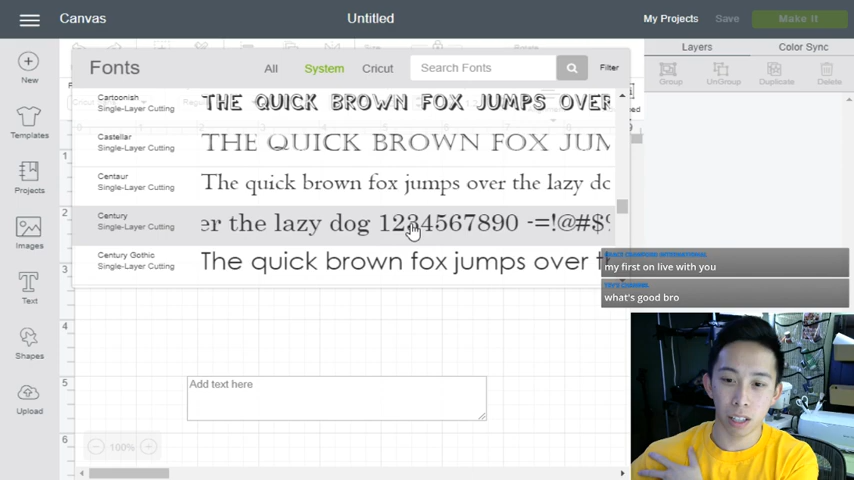 Canvas
Untitled
My Projects
Save
Make It
Fonts
All
System
Cricut
Search Fonts
Filter
Layers
Color Sync
Group
UnGroup
Duplicate
Delete
New
Templates
Projects
Images
Text
Shapes
Upload
Cartoonish
Single-Layer Cutting
THE QUICK BROWN FOX JUMPS OVER
Castellar
Single-Layer Cutting
THE QUICK BROWN FOX JUM
Centaur
Single-Layer Cutting
The quick brown fox jumps over the lazy do
Century
Single-Layer Cutting
er the lazy dog 1234567890 -=!@#$%
Century Gothic
Single-Layer Cutting
The quick brown fox jumps over t
my first on live with you
what's good bro
Add text here
100%
1
2
3
4
5
6